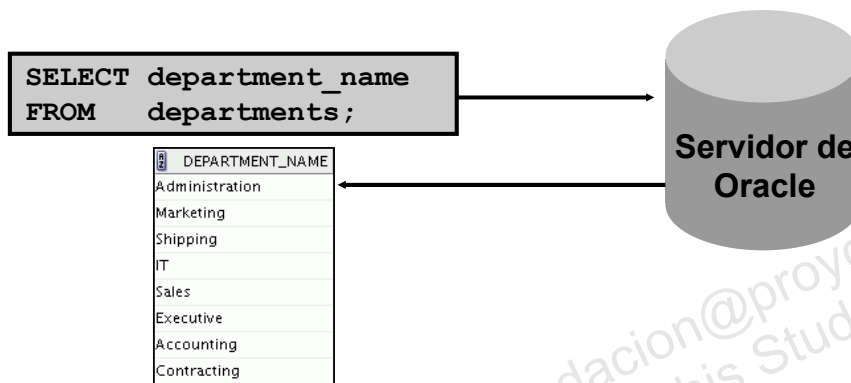 SELECT department_name
FROM departments;
DEPARTMENT_NAME
Administration
Marketing
Shipping
IT
Sales
Executive
Accounting
Contracting
Servidor de
Oracle